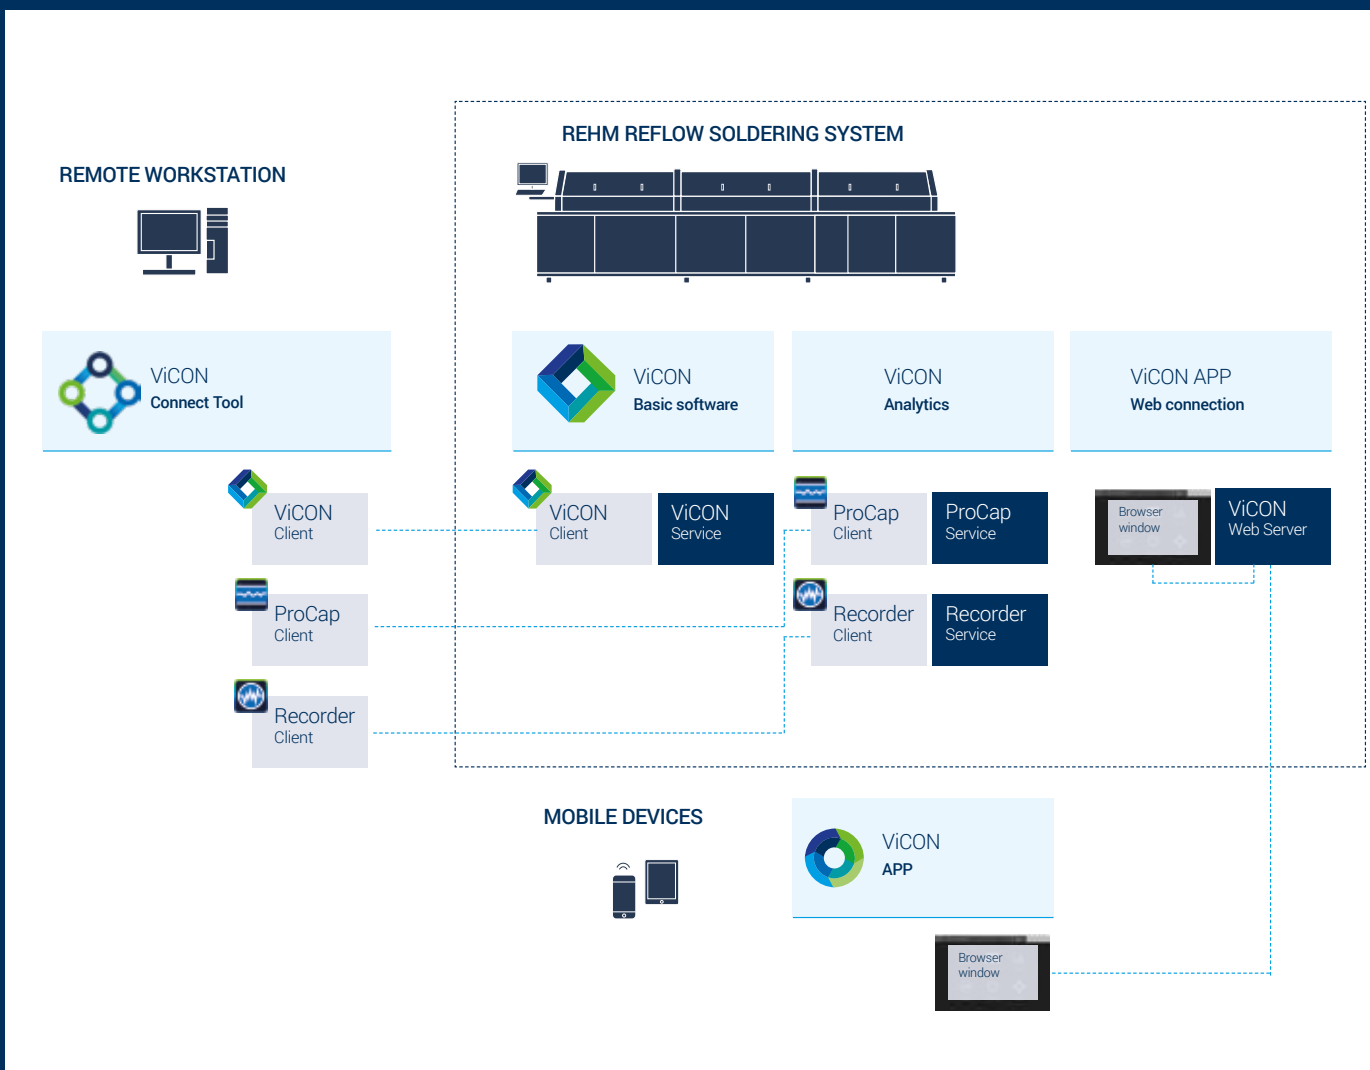 REHM REFLOW SOLDERING SYSTEM
REMOTE WORKSTATION
ViCON
Connect Tool
ViCON
Basic software
ViCON
Analytics
ViCON APP
Web connection
ViCON
Client
ProCap
Client
Recorder
Client
ViCON
Client
ViCON
Service
ProCap
Client
ProCap
Service
Recorder
Client
Recorder
Service
Browser
window
ViCON
Web Server
MOBILE DEVICES
ViCON
APP
Browser
window